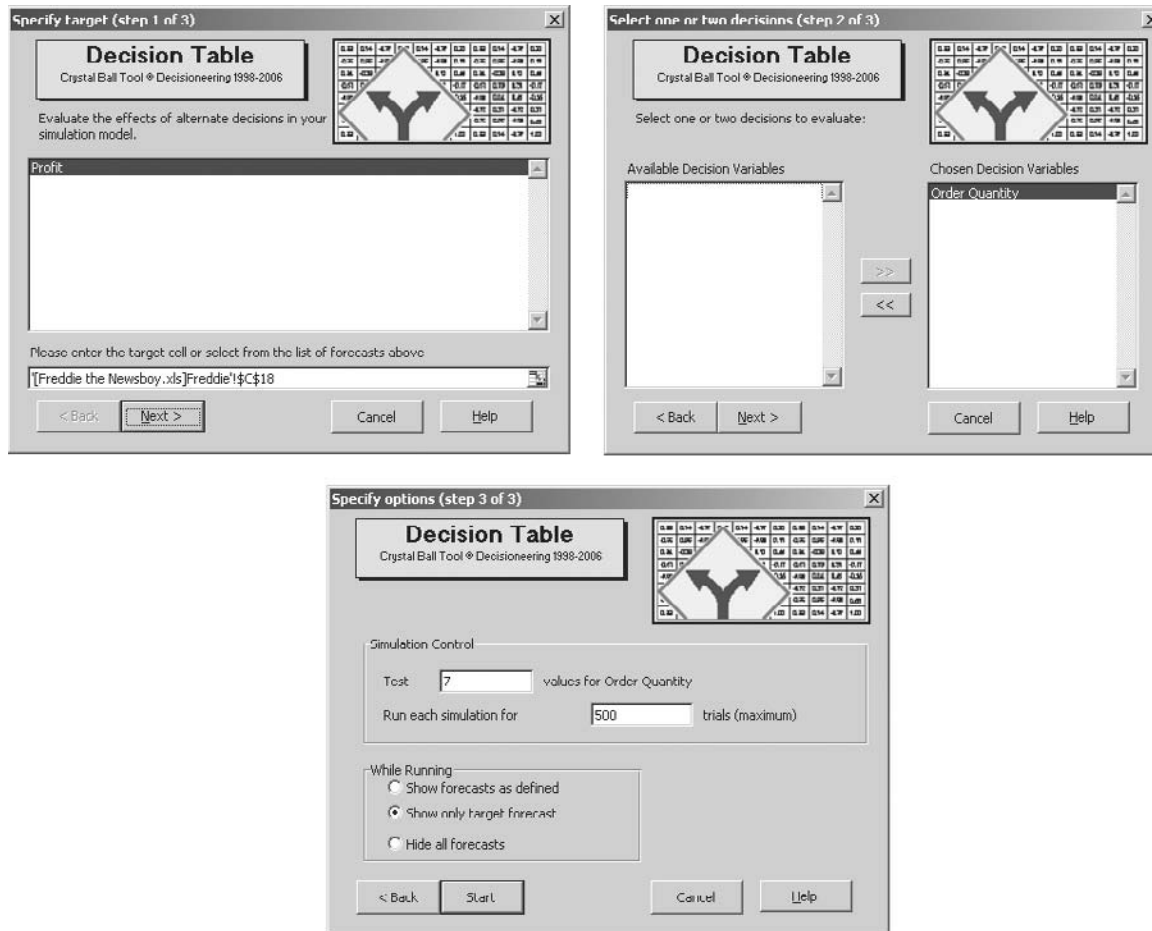 Specify target (step 1 of 3)
Decision Table
Crystal Ball Tool ® Decisioneering 1998-2006
Evaluate the effects of alternate decisions in your
simulation model.
Profit
Please enter the target cell or select from the list of forecasts above
'[Freddie the Newsboy.xls]Freddie'!$C$18
< Back
Next >
Cancel
Help
Select one or two decisions (step 2 of 3)
Decision Table
Crystal Ball Tool ® Decisioneering 1998-2006
Select one or two decisions to evaluate:
Available Decision Variables
Chosen Decision Variables
Order Quantity
>>
<<
< Back
Next >
Cancel
Help
Specify options (step 3 of 3)
Decision Table
Crystal Ball Tool ® Decisioneering 1998-2006
Simulation Control
Test 7 values for Order Quantity
Run each simulation for 500 trials (maximum)
While Running
Show forecasts as defined
Show only target forecast
Hide all forecasts
< Back
Start
Cancel
Help